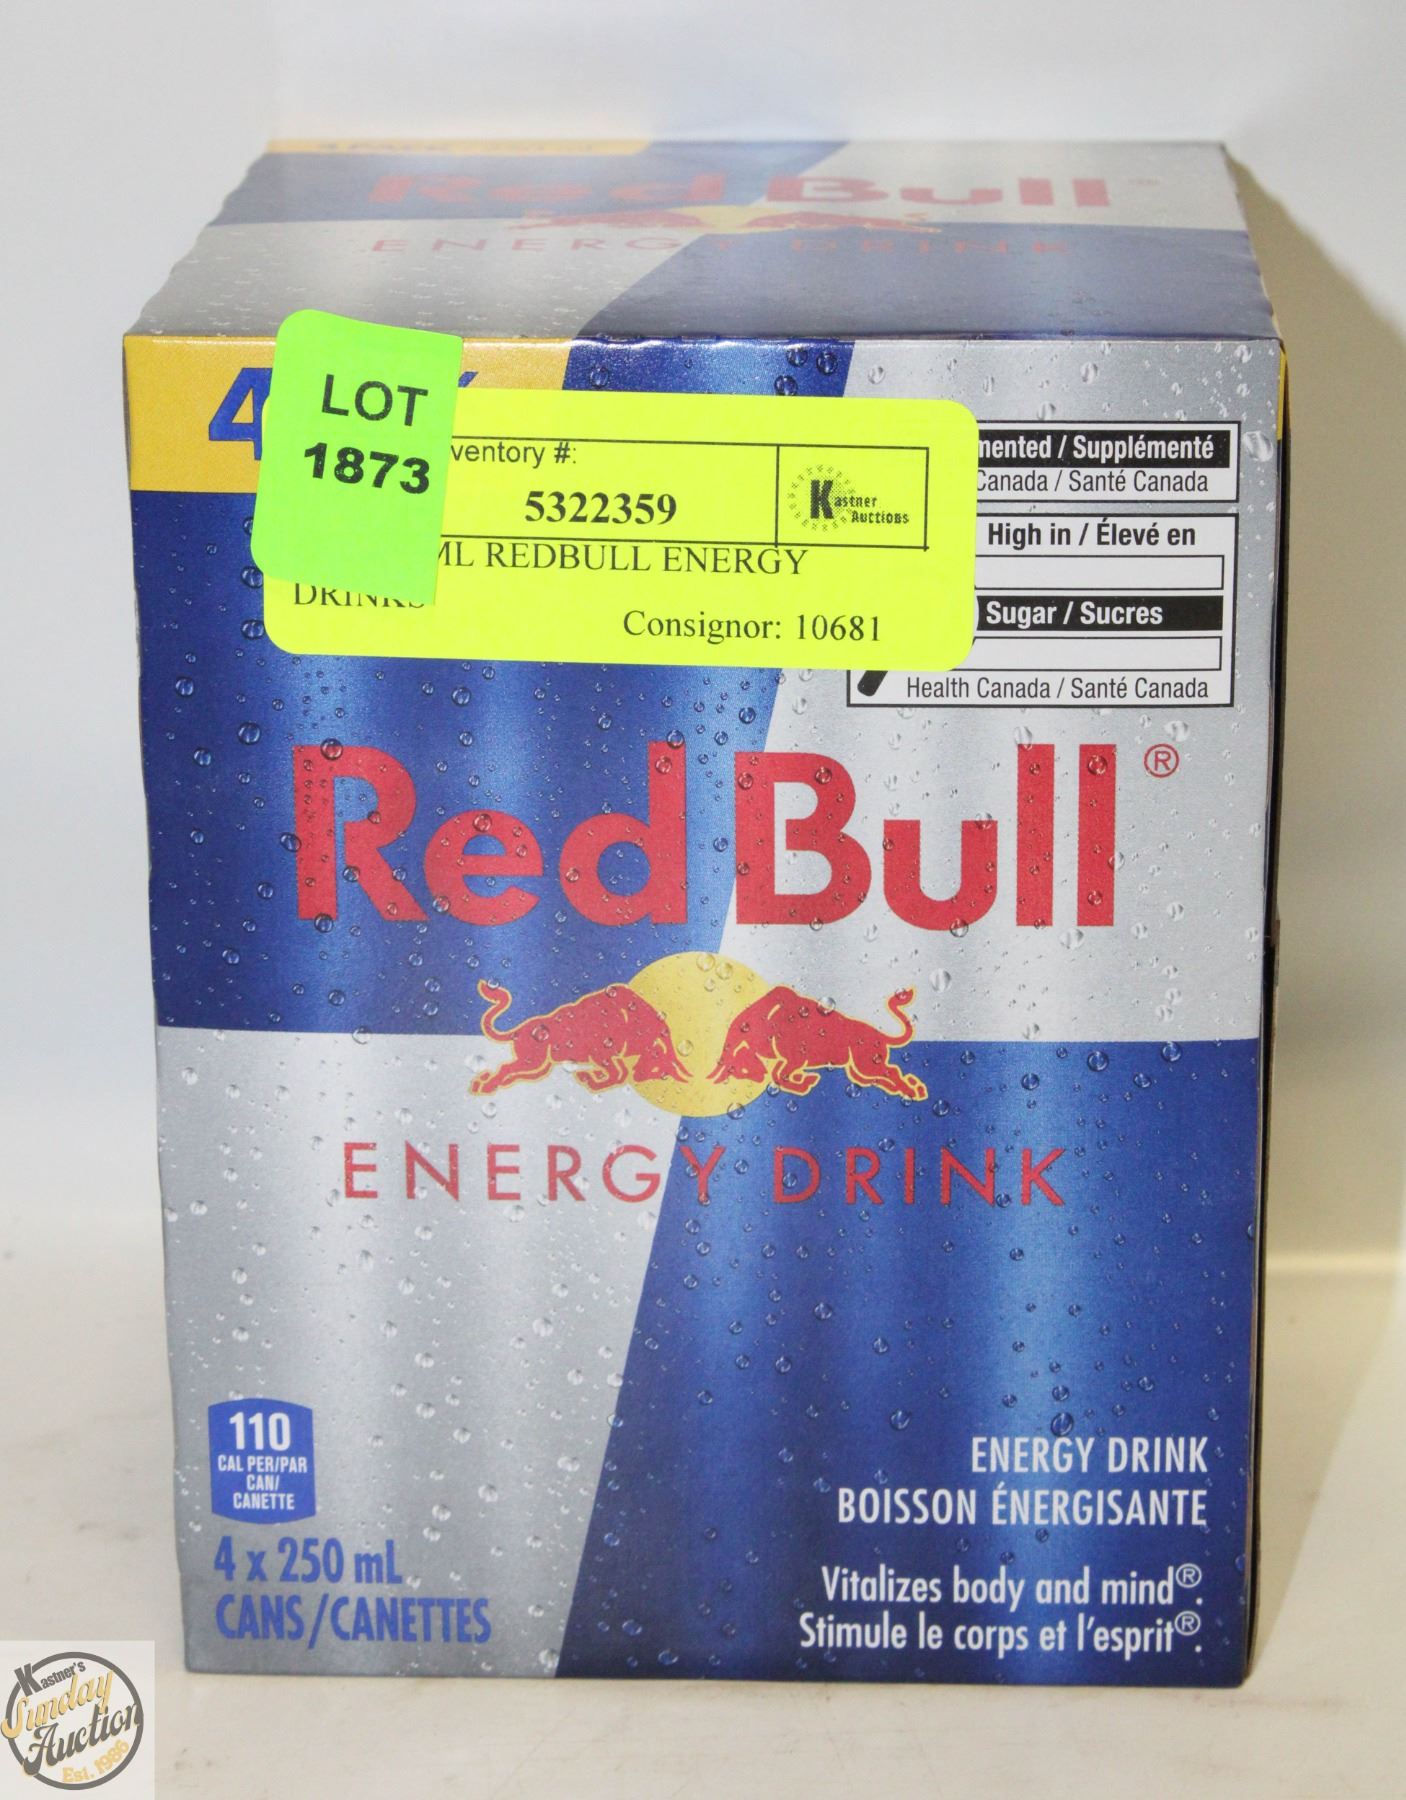 Red Bull
ENERGY DRINK
4
LOT
1873
ventory #:
5322359
Kastner
Auctions
ML REDBULL ENERGY
DRINKS
Consignor: 10681
mented / Supplémenté
Canada / Santé Canada
High in / Élevé en
Sugar / Sucres
Health Canada / Santé Canada
Red Bull ®
ENERGY DRINK
110
CAL PER/PAR
CAN/
CANETTE
4 x 250 mL
CANS/CANETTES
ENERGY DRINK
BOISSON ÉNERGISANTE
Vitalizes body and mind®.
Stimule le corps et l'esprit®.
Kastner's
Sunday
Auction
Est. 1986